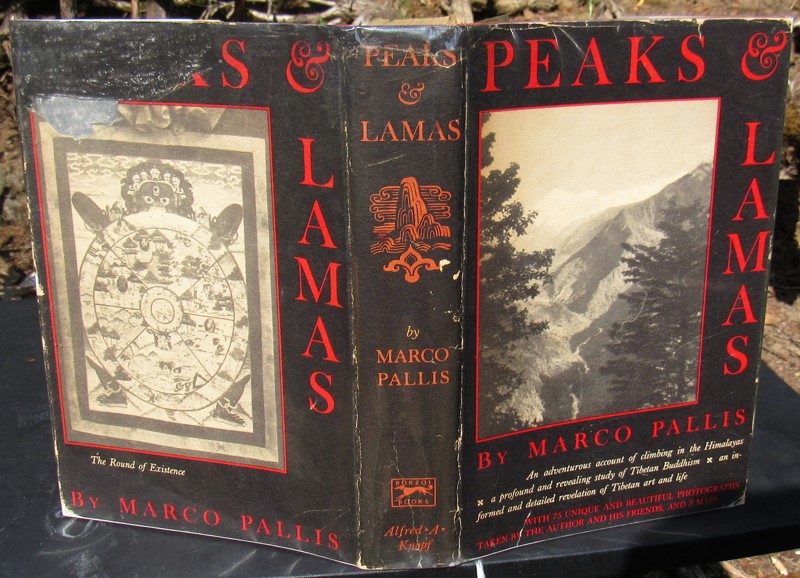 KS &
LAMAS
The Round of Existence
By MARCO PALLIS
PEAKS
&
LAMAS
by
MARCO
PALLIS
BORZOI
BOOKS
Alfred · A ·
Knopf
PEAKS &
LAMAS
By MARCO PALLIS
An adventurous account of climbing in the Himalayas
× a profound and revealing study of Tibetan Buddhism × an in-
formed and detailed revelation of Tibetan art and life
WITH 75 UNIQUE AND BEAUTIFUL PHOTOGRAPHS
TAKEN BY THE AUTHOR AND HIS FRIENDS, AND 3 MAPS